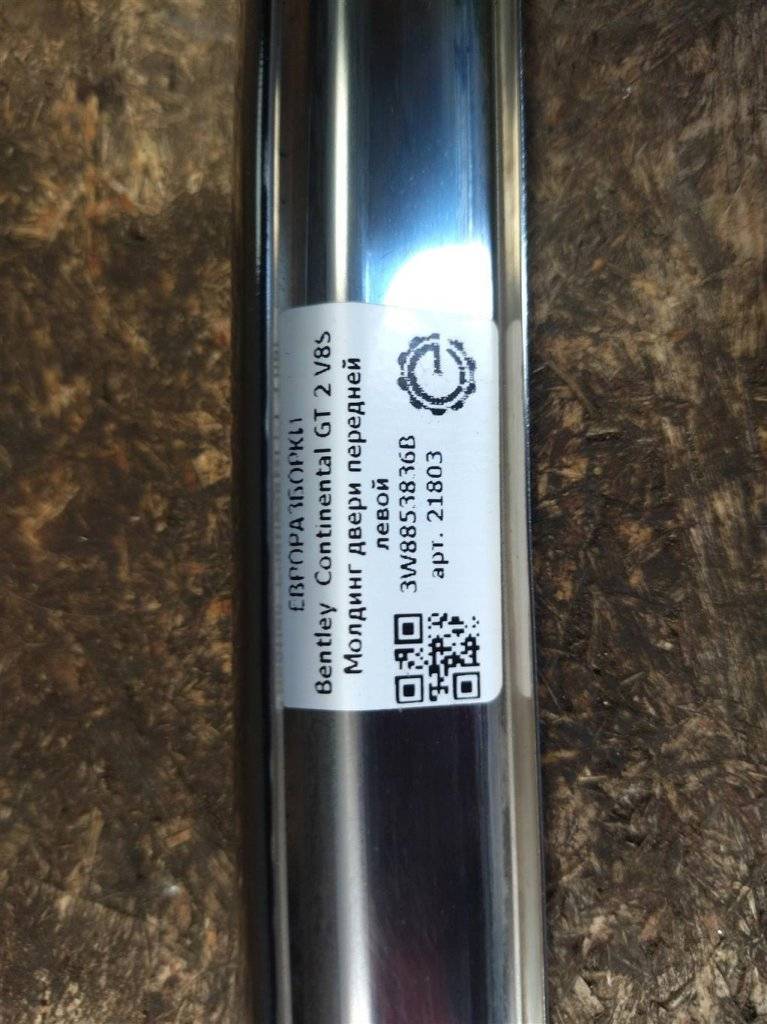 ЕВРОРАЗБОРКИ
Bentley Continental GT 2 V8S
Молдинг двери передней
левой
3W8853836B
арт. 21803